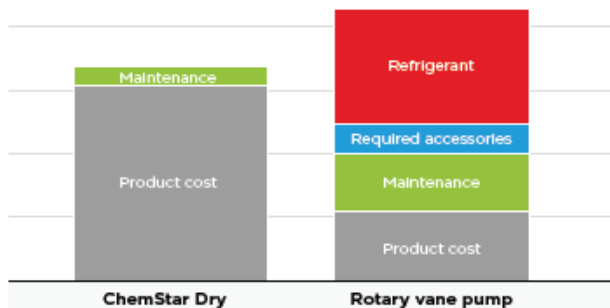 Refrigerant
Maintenance
Required accessories
Product cost
Maintenance
Product cost
ChemStar Dry
Rotary vane pump